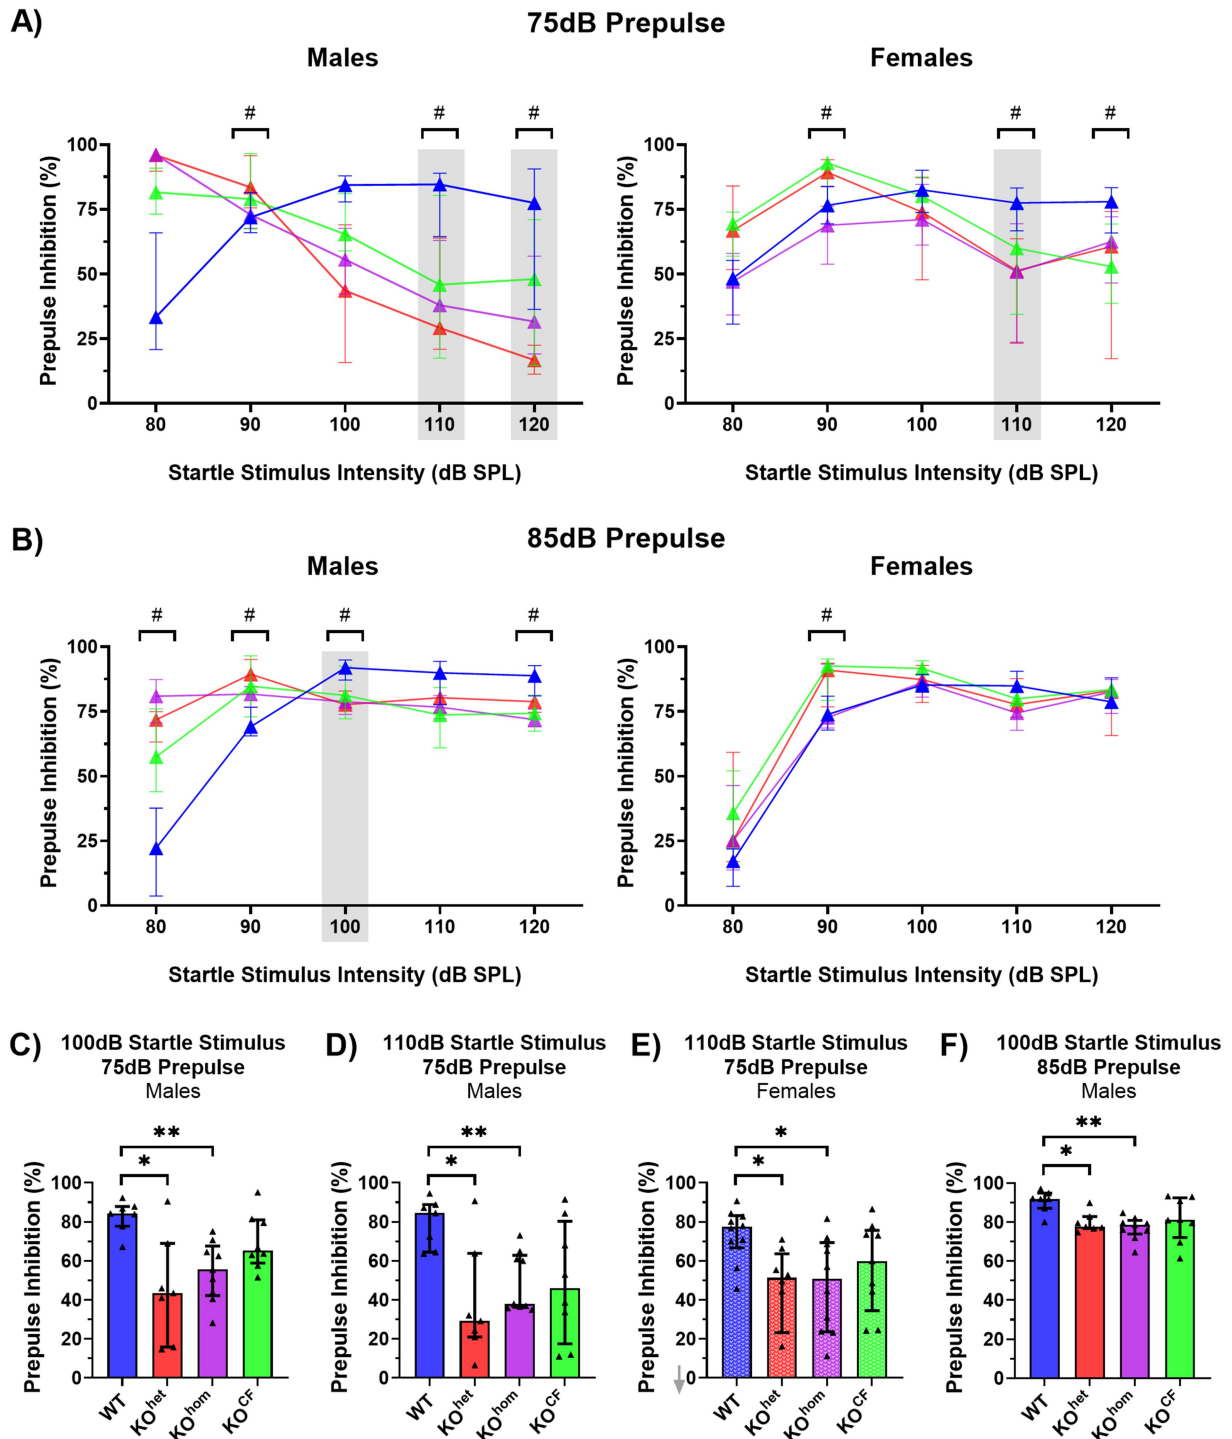 A)
75dB Prepulse
Males
Females
# # #
# # #
Prepulse Inhibition (%)
100
75
50
25
0
80 90 100 110 120
Startle Stimulus Intensity (dB SPL)
Prepulse Inhibition (%)
100
75
50
25
0
80 90 100 110 120
Startle Stimulus Intensity (dB SPL)
B)
85dB Prepulse
Males
Females
# # # #
#
Prepulse Inhibition (%)
100
75
50
25
0
80 90 100 110 120
Startle Stimulus Intensity (dB SPL)
Prepulse Inhibition (%)
100
75
50
25
0
80 90 100 110 120
Startle Stimulus Intensity (dB SPL)
C)
100dB Startle Stimulus
75dB Prepulse
Males
**
*
Prepulse Inhibition (%)
100
80
60
40
20
0
WT KOhet KOhom KOCF
D)
110dB Startle Stimulus
75dB Prepulse
Males
**
*
Prepulse Inhibition (%)
100
80
60
40
20
0
WT KOhet KOhom KOCF
E)
110dB Startle Stimulus
75dB Prepulse
Females
*
*
Prepulse Inhibition (%)
100
80
60
40
20
0
WT KOhet KOhom KOCF
F)
100dB Startle Stimulus
85dB Prepulse
Males
**
*
Prepulse Inhibition (%)
100
80
60
40
20
0
WT KOhet KOhom KOCF